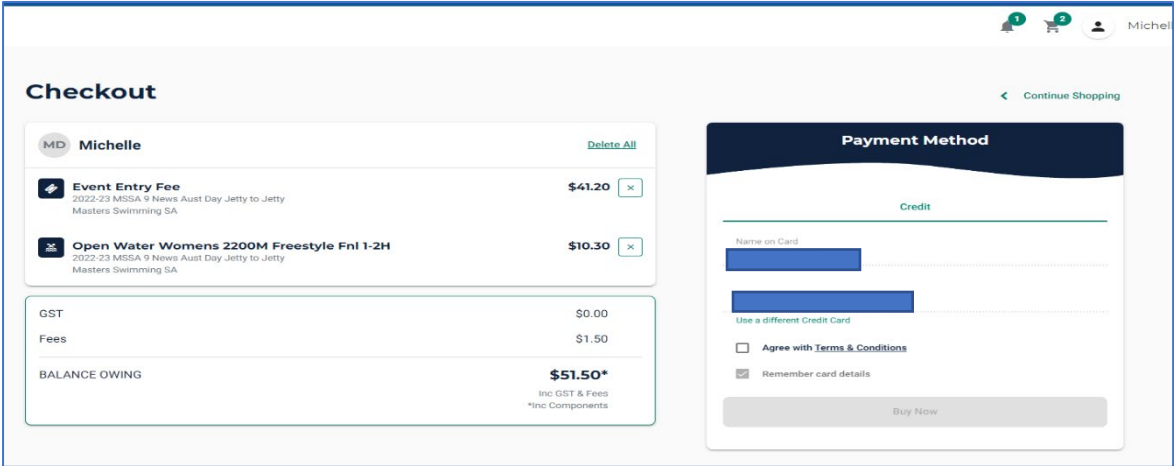 1
2
Michell
Checkout
Continue Shopping
MD Michelle
Delete All
Event Entry Fee
$41.20
2022-23 MSSA 9 News Aust Day Jetty to Jetty
Masters Swimming SA
Open Water Womens 2200M Freestyle Fnl 1-2H
$10.30
2022-23 MSSA 9 News Aust Day Jetty to Jetty
Masters Swimming SA
GST $0.00
Fees $1.50
BALANCE OWING $51.50*
Inc GST & Fees
*Inc Components
Payment Method
Credit
Name on Card
Use a different Credit Card
Agree with Terms & Conditions
Remember card details
Buy Now